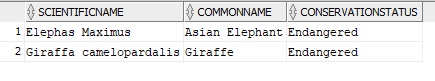 SCIENTIFICNAME COMMONNAME CONSERVATIONSTATUS
1 Elephas Maximus Asian Elephant Endangered
2 Giraffa camelopardalis Giraffe Endangered